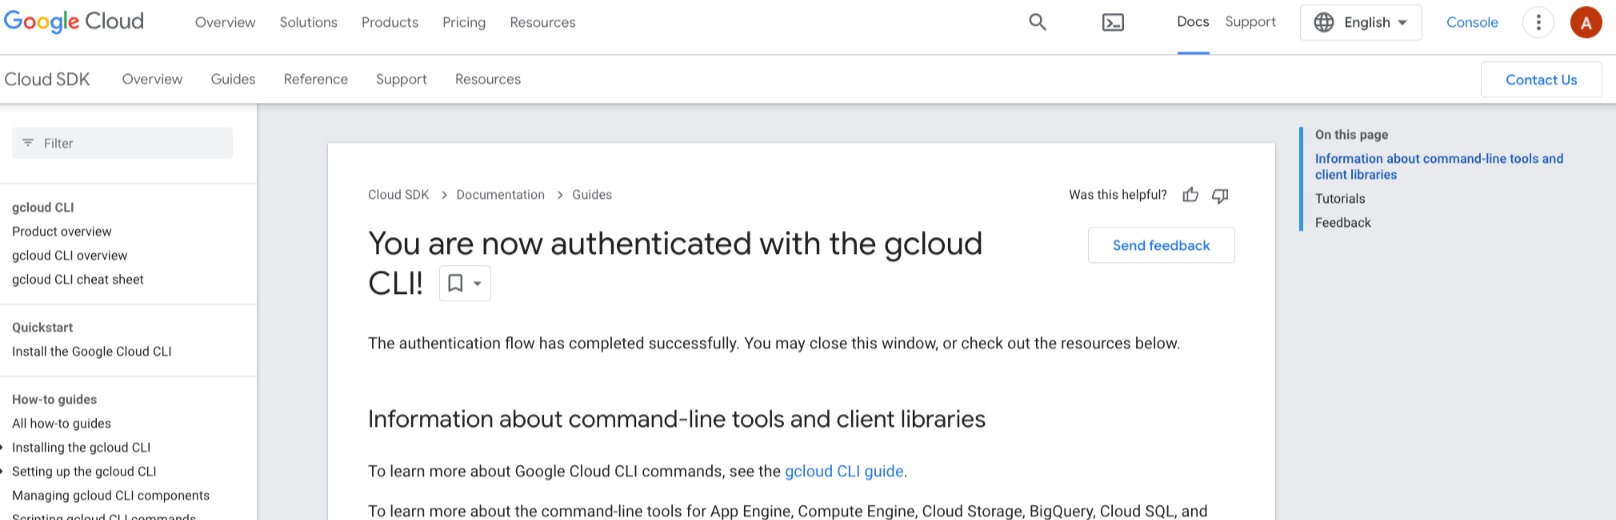 Google Cloud
Overview
Solutions
Products
Pricing
Resources
Docs
Support
English
Console
A
Cloud SDK
Overview
Guides
Reference
Support
Resources
Contact Us
Filter
gcloud CLI
Product overview
gcloud CLI overview
gcloud CLI cheat sheet
Quickstart
Install the Google Cloud CLI
How-to guides
All how-to guides
Installing the gcloud CLI
Setting up the gcloud CLI
Managing gcloud CLI components
Scripting gcloud CLI commands
Cloud SDK > Documentation > Guides
Was this helpful?
You are now authenticated with the gcloud
CLI!
Send feedback
The authentication flow has completed successfully. You may close this window, or check out the resources below.
Information about command-line tools and client libraries
To learn more about Google Cloud CLI commands, see the gcloud CLI guide.
To learn more about the command-line tools for App Engine, Compute Engine, Cloud Storage, BigQuery, Cloud SQL, and
On this page
Information about command-line tools and
client libraries
Tutorials
Feedback